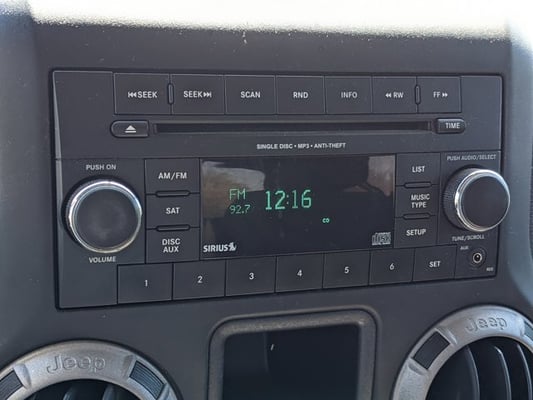 ⏮SEEK SEEK⏭ SCAN RND INFO ◂◂RW FF▸▸
TIME
SINGLE DISC • MP3 • ANTI-THEFT
PUSH ON
VOLUME
AM/FM
SAT
DISC
AUX
FM
92.7
12:16
CD
SIRIUS
LIST
MUSIC
TYPE
SETUP
PUSH AUDIO/SELECT
TUNE/SCROLL
AUX
1 2 3 4 5 6 SET
Jeep
Jeep